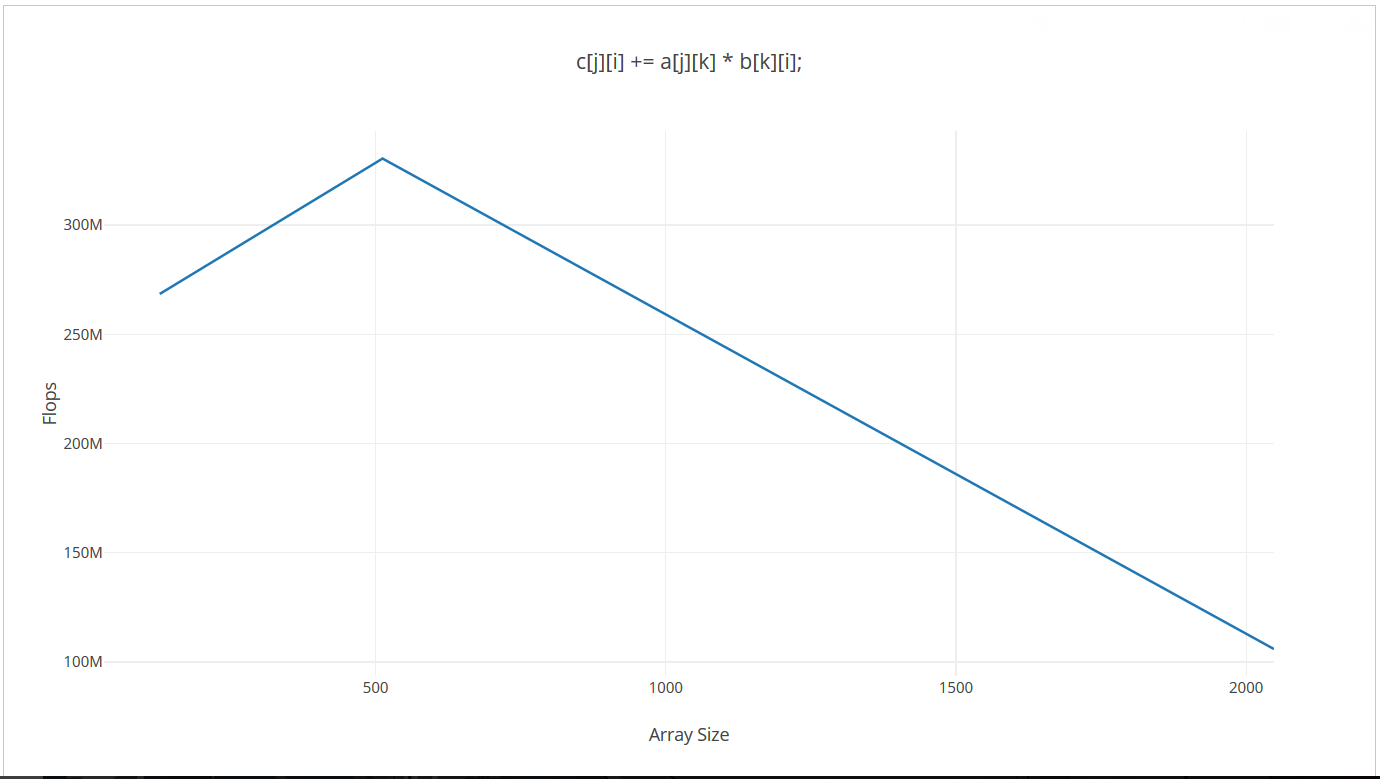 c[j][i] += a[j][k] * b[k][i];
300M
250M
200M
150M
100M
Flops
500 1000 1500 2000
Array Size